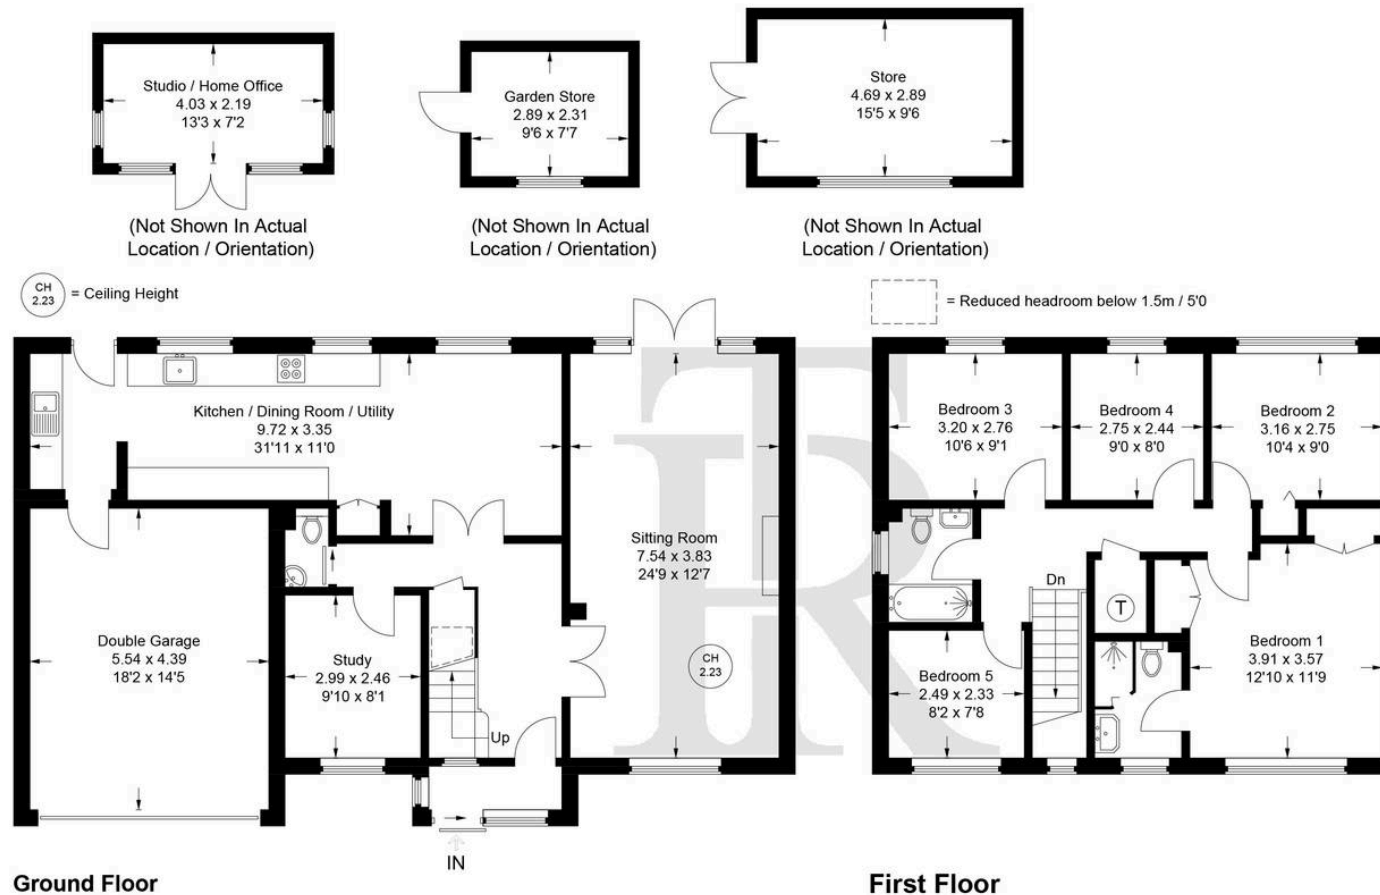 Studio / Home Office
4.03 x 2.19
13'3 x 7'2
(Not Shown In Actual
Location / Orientation)
Garden Store
2.89 x 2.31
9'6 x 7'7
(Not Shown In Actual
Location / Orientation)
Store
4.69 x 2.89
15'5 x 9'6
(Not Shown In Actual
Location / Orientation)
CH
2.23
= Ceiling Height
= Reduced headroom below 1.5m / 5'0
Kitchen / Dining Room / Utility
9.72 x 3.35
31'11 x 11'0
Sitting Room
7.54 x 3.83
24'9 x 12'7
CH
2.23
Double Garage
5.54 x 4.39
18'2 x 14'5
Study
2.99 x 2.46
9'10 x 8'1
Up
IN
Ground Floor
Bedroom 3
3.20 x 2.76
10'6 x 9'1
Bedroom 4
2.75 x 2.44
9'0 x 8'0
Bedroom 2
3.16 x 2.75
10'4 x 9'0
Dn
T
Bedroom 1
3.91 x 3.57
12'10 x 11'9
Bedroom 5
2.49 x 2.33
8'2 x 7'8
First Floor